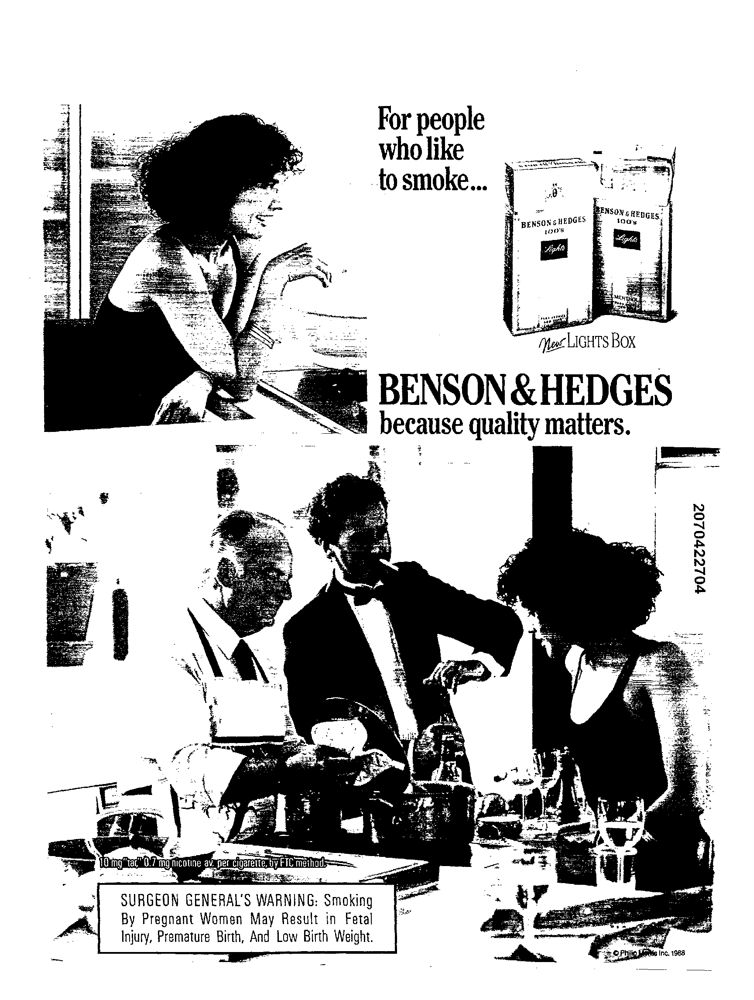 For people
who like
to smoke...
BENSON & HEDGES
100's
Lights
BENSON & HEDGES
100's
Lights
New LIGHTS BOX
BENSON & HEDGES
because quality matters.
2070422704
10 mg "tar," 0.7 mg nicotine av. per cigarette, by FTC method.
SURGEON GENERAL'S WARNING: Smoking
By Pregnant Women May Result in Fetal
Injury, Premature Birth, And Low Birth Weight.
© Philip Morris Inc. 1988